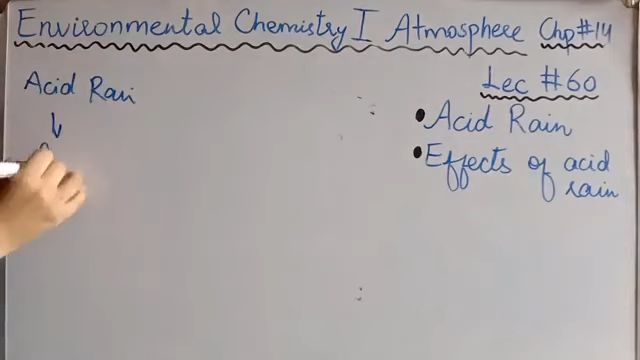 Environmental Chemistry I Atmosphere Chp#14
Lec #60
Acid Rain
• Acid Rain
• Effects of acid
rain